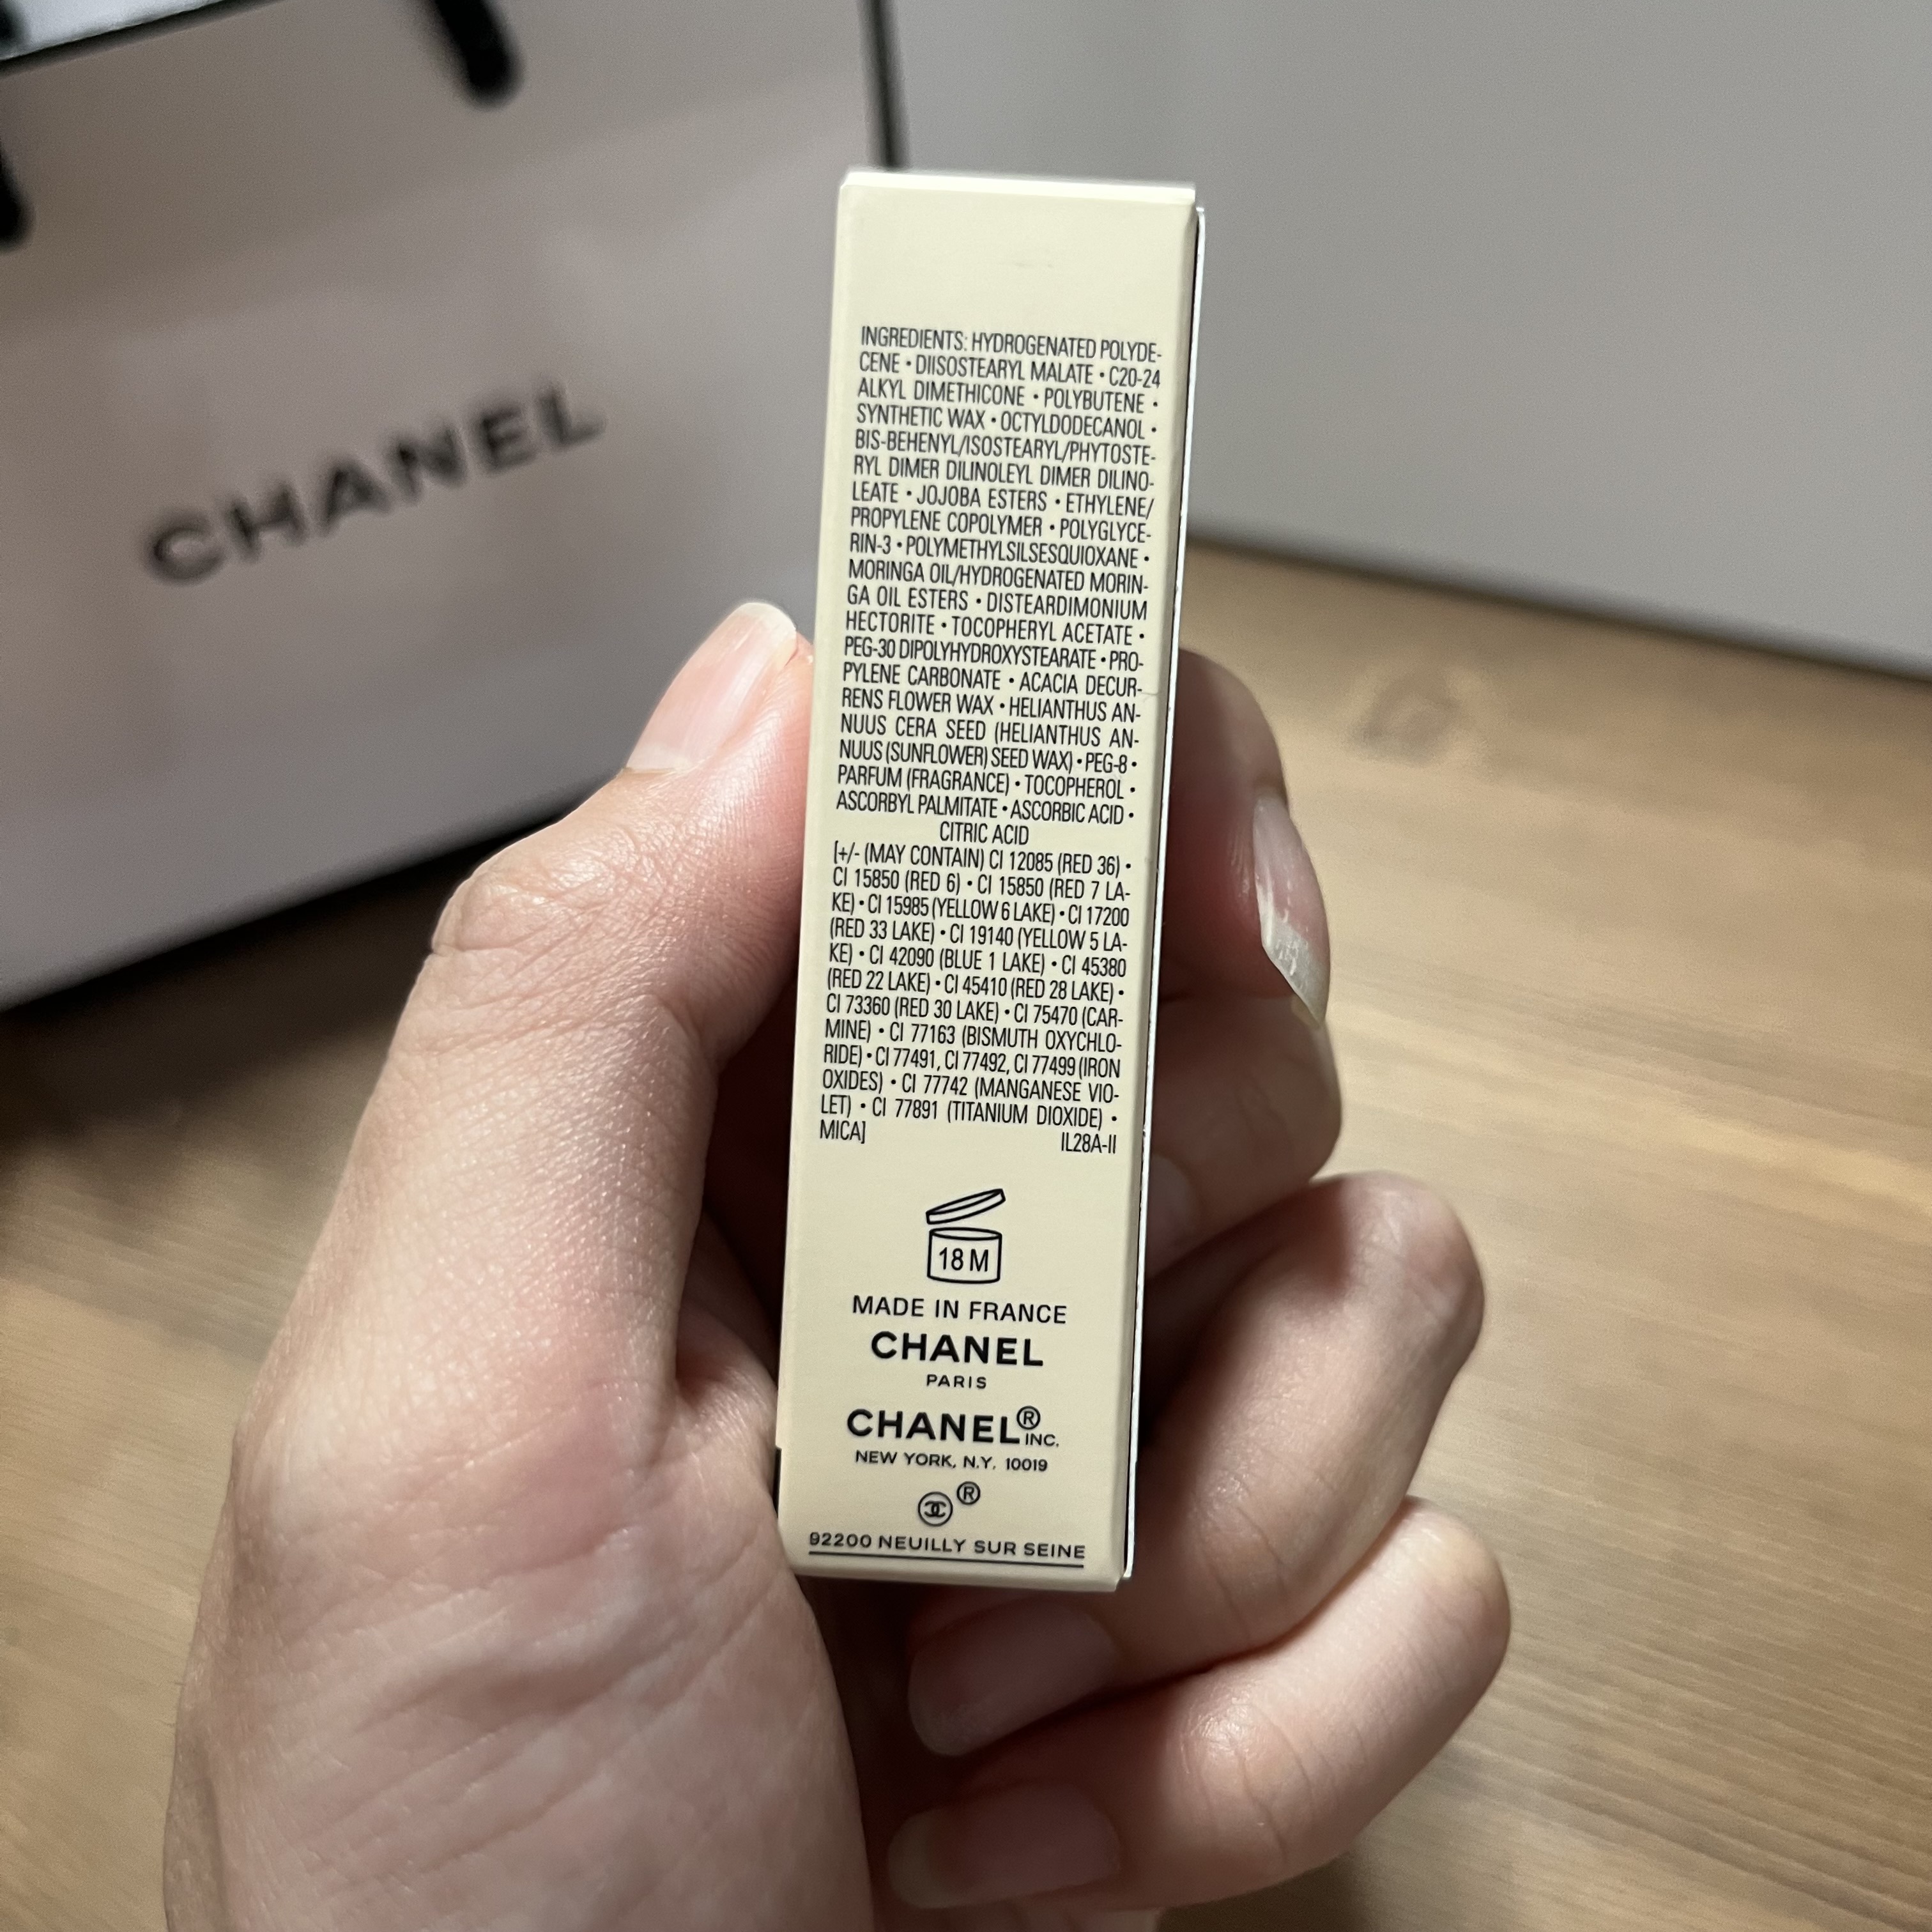 CHANEL
INGREDIENTS: HYDROGENATED POLYDE-
CENE • DIISOSTEARYL MALATE • C20-24
ALKYL DIMETHICONE • POLYBUTENE •
SYNTHETIC WAX • OCTYLDODECANOL •
BIS-BEHENYL/ISOSTEARYL/PHYTOSTE-
RYL DIMER DILINOLEYL DIMER DILINO-
LEATE • JOJOBA ESTERS • ETHYLENE/
PROPYLENE COPOLYMER • POLYGLYCE-
RIN-3 • POLYMETHYLSILSESQUIOXANE •
MORINGA OIL/HYDROGENATED MORIN-
GA OIL ESTERS • DISTEARDIMONIUM
HECTORITE • TOCOPHERYL ACETATE •
PEG-30 DIPOLYHYDROXYSTEARATE • PRO-
PYLENE CARBONATE • ACACIA DECUR-
RENS FLOWER WAX • HELIANTHUS AN-
NUUS CERA SEED (HELIANTHUS AN-
NUUS (SUNFLOWER) SEED WAX) • PEG-8 •
PARFUM (FRAGRANCE) • TOCOPHEROL •
ASCORBYL PALMITATE • ASCORBIC ACID •
CITRIC ACID
[+/- (MAY CONTAIN) CI 12085 (RED 36) •
CI 15850 (RED 6) • CI 15850 (RED 7 LA-
KE) • CI 15985 (YELLOW 6 LAKE) • CI 17200
(RED 33 LAKE) • CI 19140 (YELLOW 5 LA-
KE) • CI 42090 (BLUE 1 LAKE) • CI 45380
(RED 22 LAKE) • CI 45410 (RED 28 LAKE) •
CI 73360 (RED 30 LAKE) • CI 75470 (CAR-
MINE) • CI 77163 (BISMUTH OXYCHLO-
RIDE) • CI 77491, CI 77492, CI 77499 (IRON
OXIDES) • CI 77742 (MANGANESE VIO-
LET) • CI 77891 (TITANIUM DIOXIDE) •
MICA] IL28A-II
18 M
MADE IN FRANCE
CHANEL
PARIS
CHANEL® INC.
NEW YORK, N.Y. 10019
®
92200 NEUILLY SUR SEINE